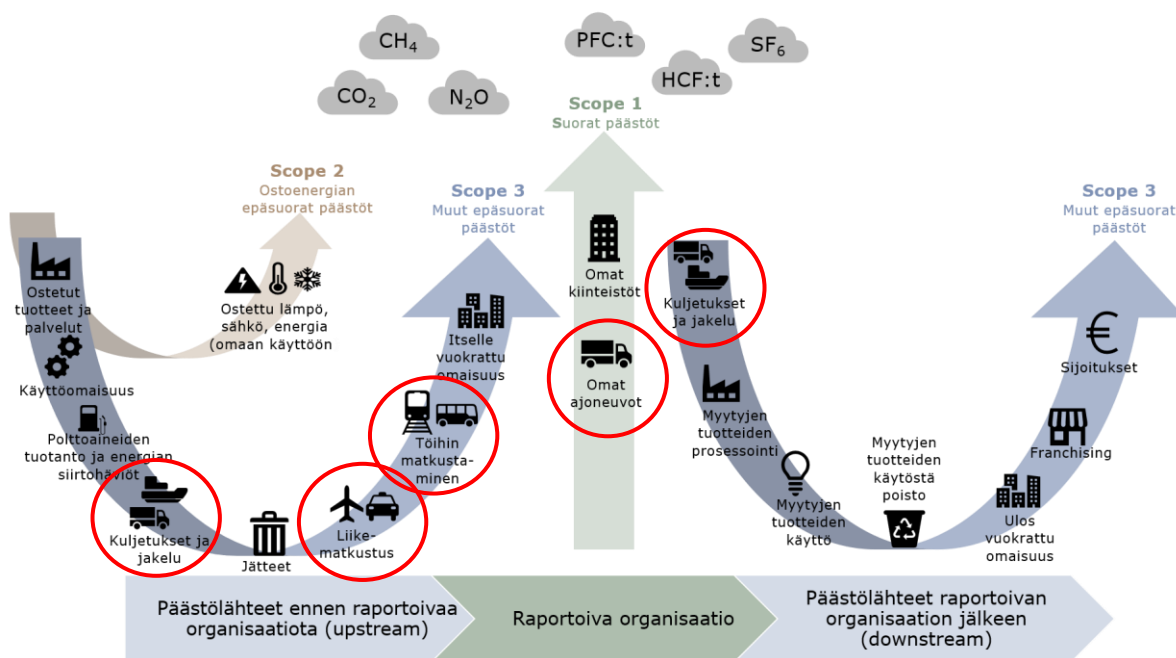 CH₄
PFC:t
SF₆
CO₂
N₂O
HCF:t
Scope 1
Suorat päästöt
Scope 2
Ostoenergian
epäsuorat päästöt
Scope 3
Muut epäsuorat
päästöt
Scope 3
Muut epäsuorat
päästöt
Ostetut
tuotteet ja
palvelut
Käyttöomaisuus
Polttoaineiden
tuotanto ja energian
siirtohäviöt
Kuljetukset ja
jakelu
Jätteet
Liike-
matkustus
Töihin
matkusta-
minen
Itselle
vuokrattu
omaisuus
Ostettu lämpö,
sähkö, energia
(omaan käyttöön
Omat
kiinteistöt
Omat
ajoneuvot
Kuljetukset
ja jakelu
Myytyjen
tuotteiden
prosessointi
Myytyjen
tuotteiden
käyttö
Myytyjen
tuotteiden
käytöstä
poisto
Ulos
vuokrattu
omaisuus
Franchising
€
Sijoitukset
Päästölähteet ennen raportoivaa
organisaatiota (upstream)
Raportoiva organisaatio
Päästölähteet raportoivan
organisaation jälkeen
(downstream)